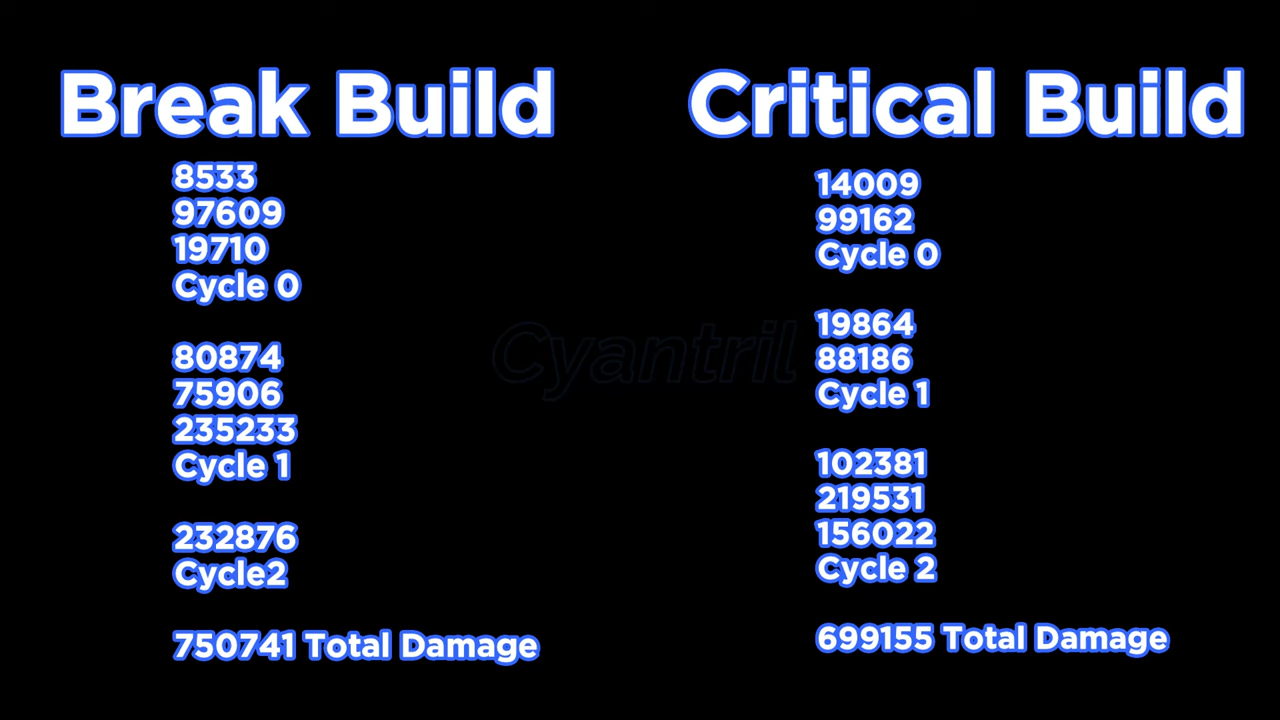 Break Build
8533
97609
19710
Cycle 0
80874
75906
235233
Cycle 1
232876
Cycle2
750741 Total Damage
Critical Build
14009
99162
Cycle 0
19864
88186
Cycle 1
102381
219531
156022
Cycle 2
699155 Total Damage
Cyantril